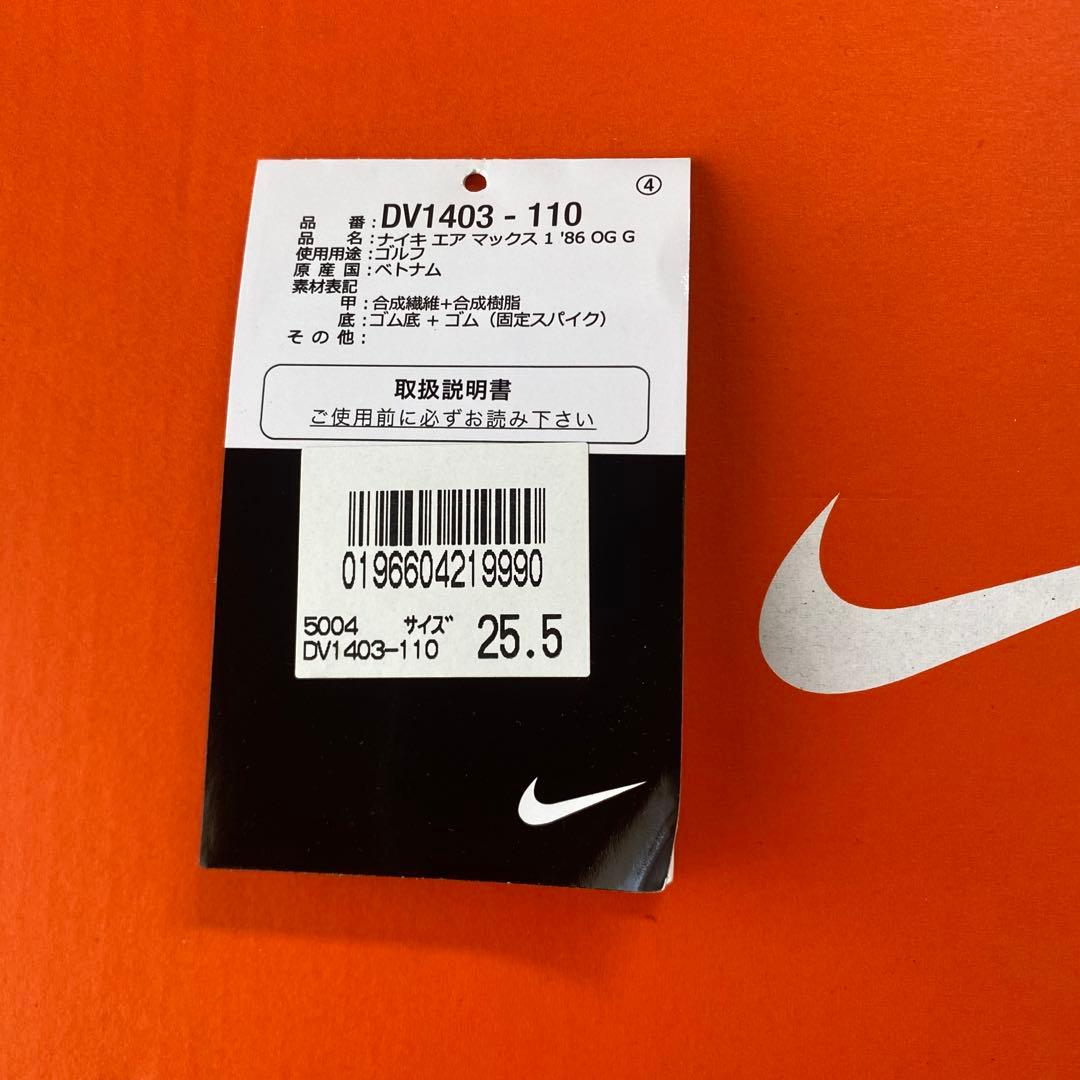 ④
品番:DV1403-110
品名:ナイキ エア マックス 1 '86 OG G
使用用途:ゴルフ
原産国:ベトナム
素材表記
甲:合成繊維+合成樹脂
底:ゴム底 + ゴム（固定スパイク）
その他:
取扱説明書
ご使用前に必ずお読み下さい
0196604219990
5004 サイズ 25.5
DV1403-110